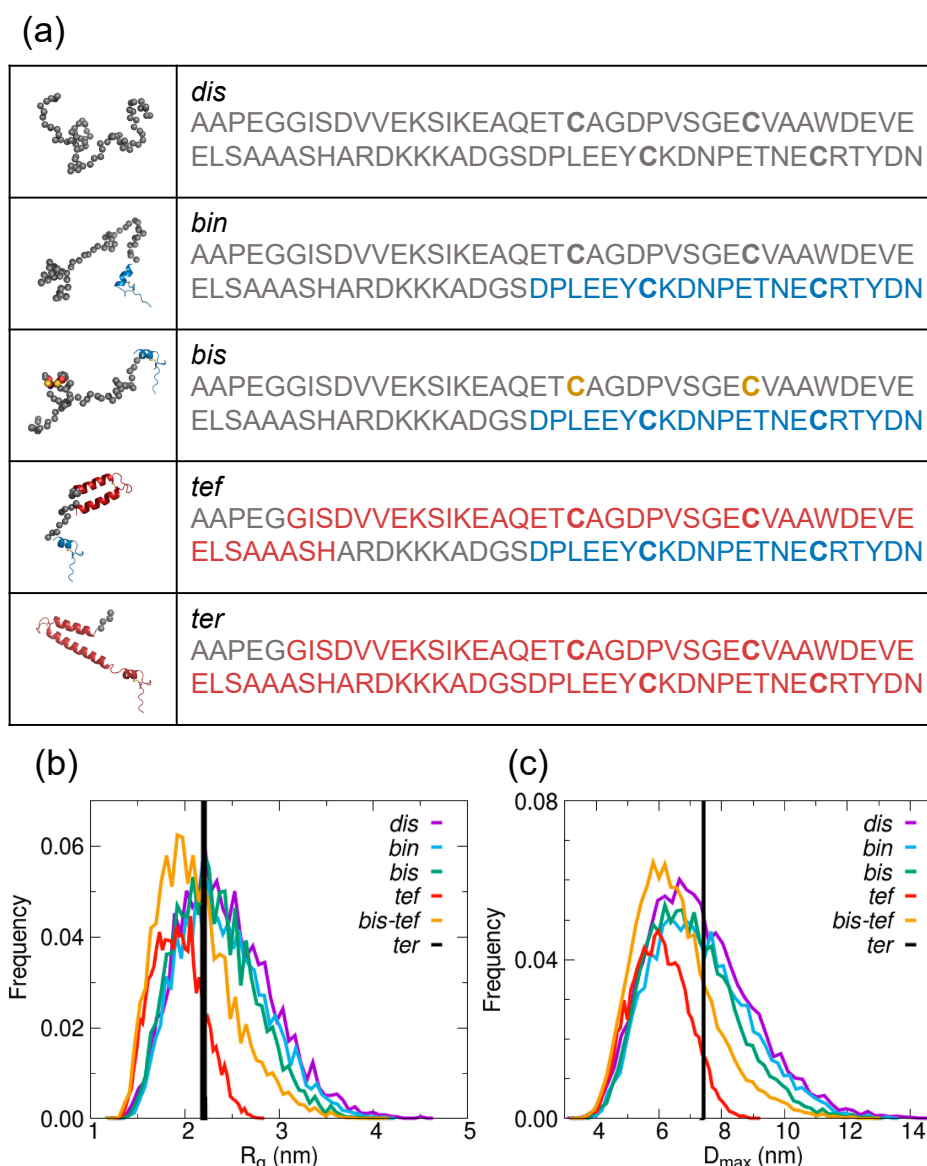 (a)
dis
AAPEGGISDVVEKSIKEAQETCAGDPVSGECVAAWDEVE
ELSAAASHARDKKKADGSDPLEEYCKDNPETNECRTYDN
bin
AAPEGGISDVVEKSIKEAQETCAGDPVSGECVAAWDEVE
ELSAAASHARDKKKADGSDPLEEYCKDNPETNECRTYDN
bis
AAPEGGISDVVEKSIKEAQETCAGDPVSGECVAAWDEVE
ELSAAASHARDKKKADGSDPLEEYCKDNPETNECRTYDN
tef
AAPEGGISDVVEKSIKEAQETCAGDPVSGECVAAWDEVE
ELSAAASHARDKKKADGSDPLEEYCKDNPETNECRTYDN
ter
AAPEGGISDVVEKSIKEAQETCAGDPVSGECVAAWDEVE
ELSAAASHARDKKKADGSDPLEEYCKDNPETNECRTYDN
(b)
Frequency
0.06
0.04
0.02
0.00
1 2 3 4 5
Rg (nm)
dis
bin
bis
tef
bis-tef
ter
(c)
Frequency
0.08
0.04
0.00
4 6 8 10 12 14
Dmax (nm)
dis
bin
bis
tef
bis-tef
ter